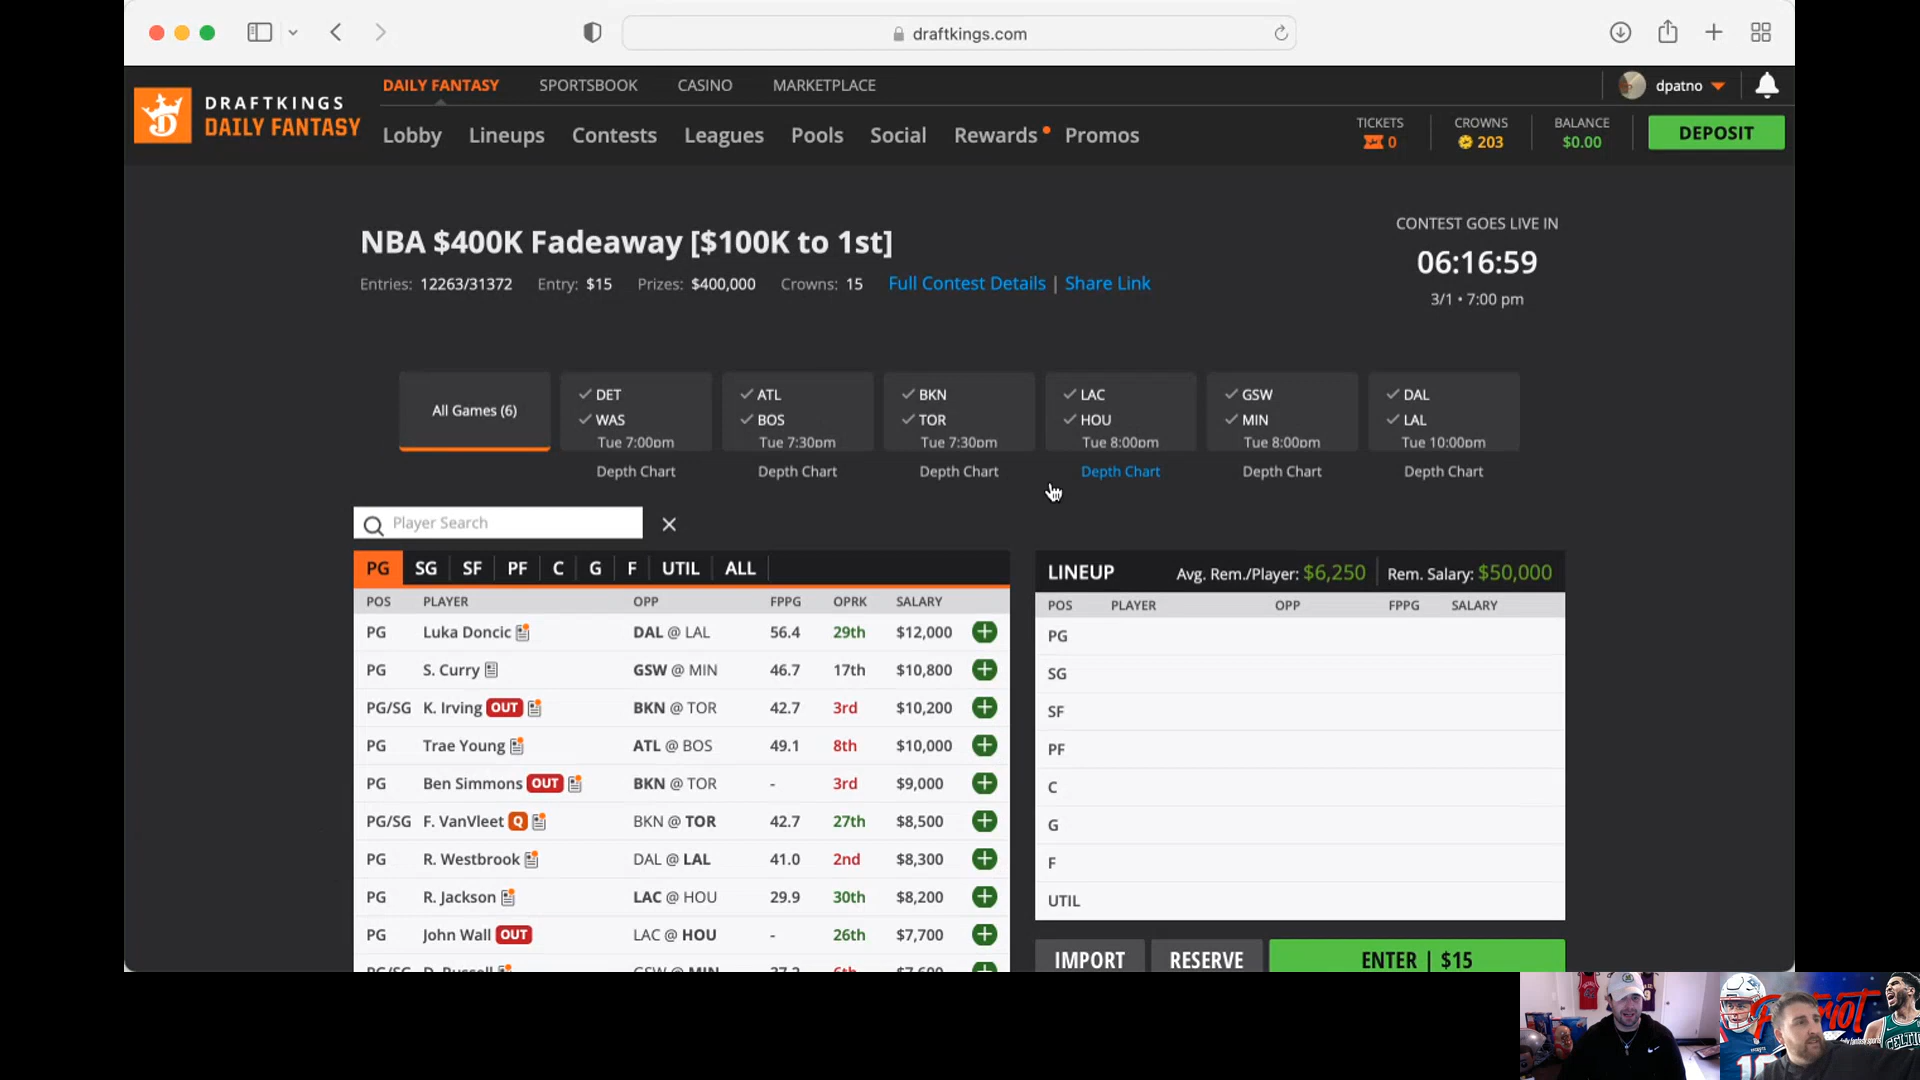 draftkings.com
DAILY FANTASY SPORTSBOOK CASINO MARKETPLACE
dpatno
DRAFTKINGS
DAILY FANTASY
Lobby Lineups Contests Leagues Pools Social Rewards Promos
TICKETS CROWNS BALANCE
0 203 $0.00
DEPOSIT
NBA $400K Fadeaway [$100K to 1st]
Entries: 12263/31372 Entry: $15 Prizes: $400,000 Crowns: 15 Full Contest Details | Share Link
CONTEST GOES LIVE IN
06:16:59
3/1 • 7:00 pm
All Games (6)
DET
WAS
Tue 7:00pm
Depth Chart
ATL
BOS
Tue 7:30pm
Depth Chart
BKN
TOR
Tue 7:30pm
Depth Chart
LAC
HOU
Tue 8:00pm
Depth Chart
GSW
MIN
Tue 8:00pm
Depth Chart
DAL
LAL
Tue 10:00pm
Depth Chart
Player Search
PG SG SF PF C G F UTIL ALL
POS PLAYER OPP FPPG OPRK SALARY
PG Luka Doncic DAL @ LAL 56.4 29th $12,000
PG S. Curry GSW @ MIN 46.7 17th $10,800
PG/SG K. Irving OUT BKN @ TOR 42.7 3rd $10,200
PG Trae Young ATL @ BOS 49.1 8th $10,000
PG Ben Simmons OUT BKN @ TOR - 3rd $9,000
PG/SG F. VanVleet Q BKN @ TOR 42.7 27th $8,500
PG R. Westbrook DAL @ LAL 41.0 2nd $8,300
PG R. Jackson LAC @ HOU 29.9 30th $8,200
PG John Wall OUT LAC @ HOU - 26th $7,700
PG/SG D. Russell GSW @ MIN 37.2 6th $7,600
LINEUP Avg. Rem./Player: $6,250 Rem. Salary: $50,000
POS PLAYER OPP FPPG SALARY
PG
SG
SF
PF
C
G
F
UTIL
IMPORT RESERVE ENTER | $15